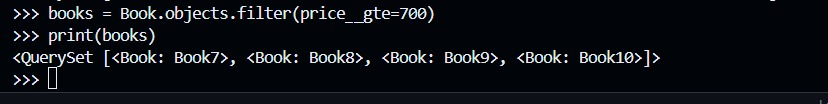 >>> books = Book.objects.filter(price__gte=700)
>>> print(books)
<QuerySet [<Book: Book7>, <Book: Book8>, <Book: Book9>, <Book: Book10>]>
>>>